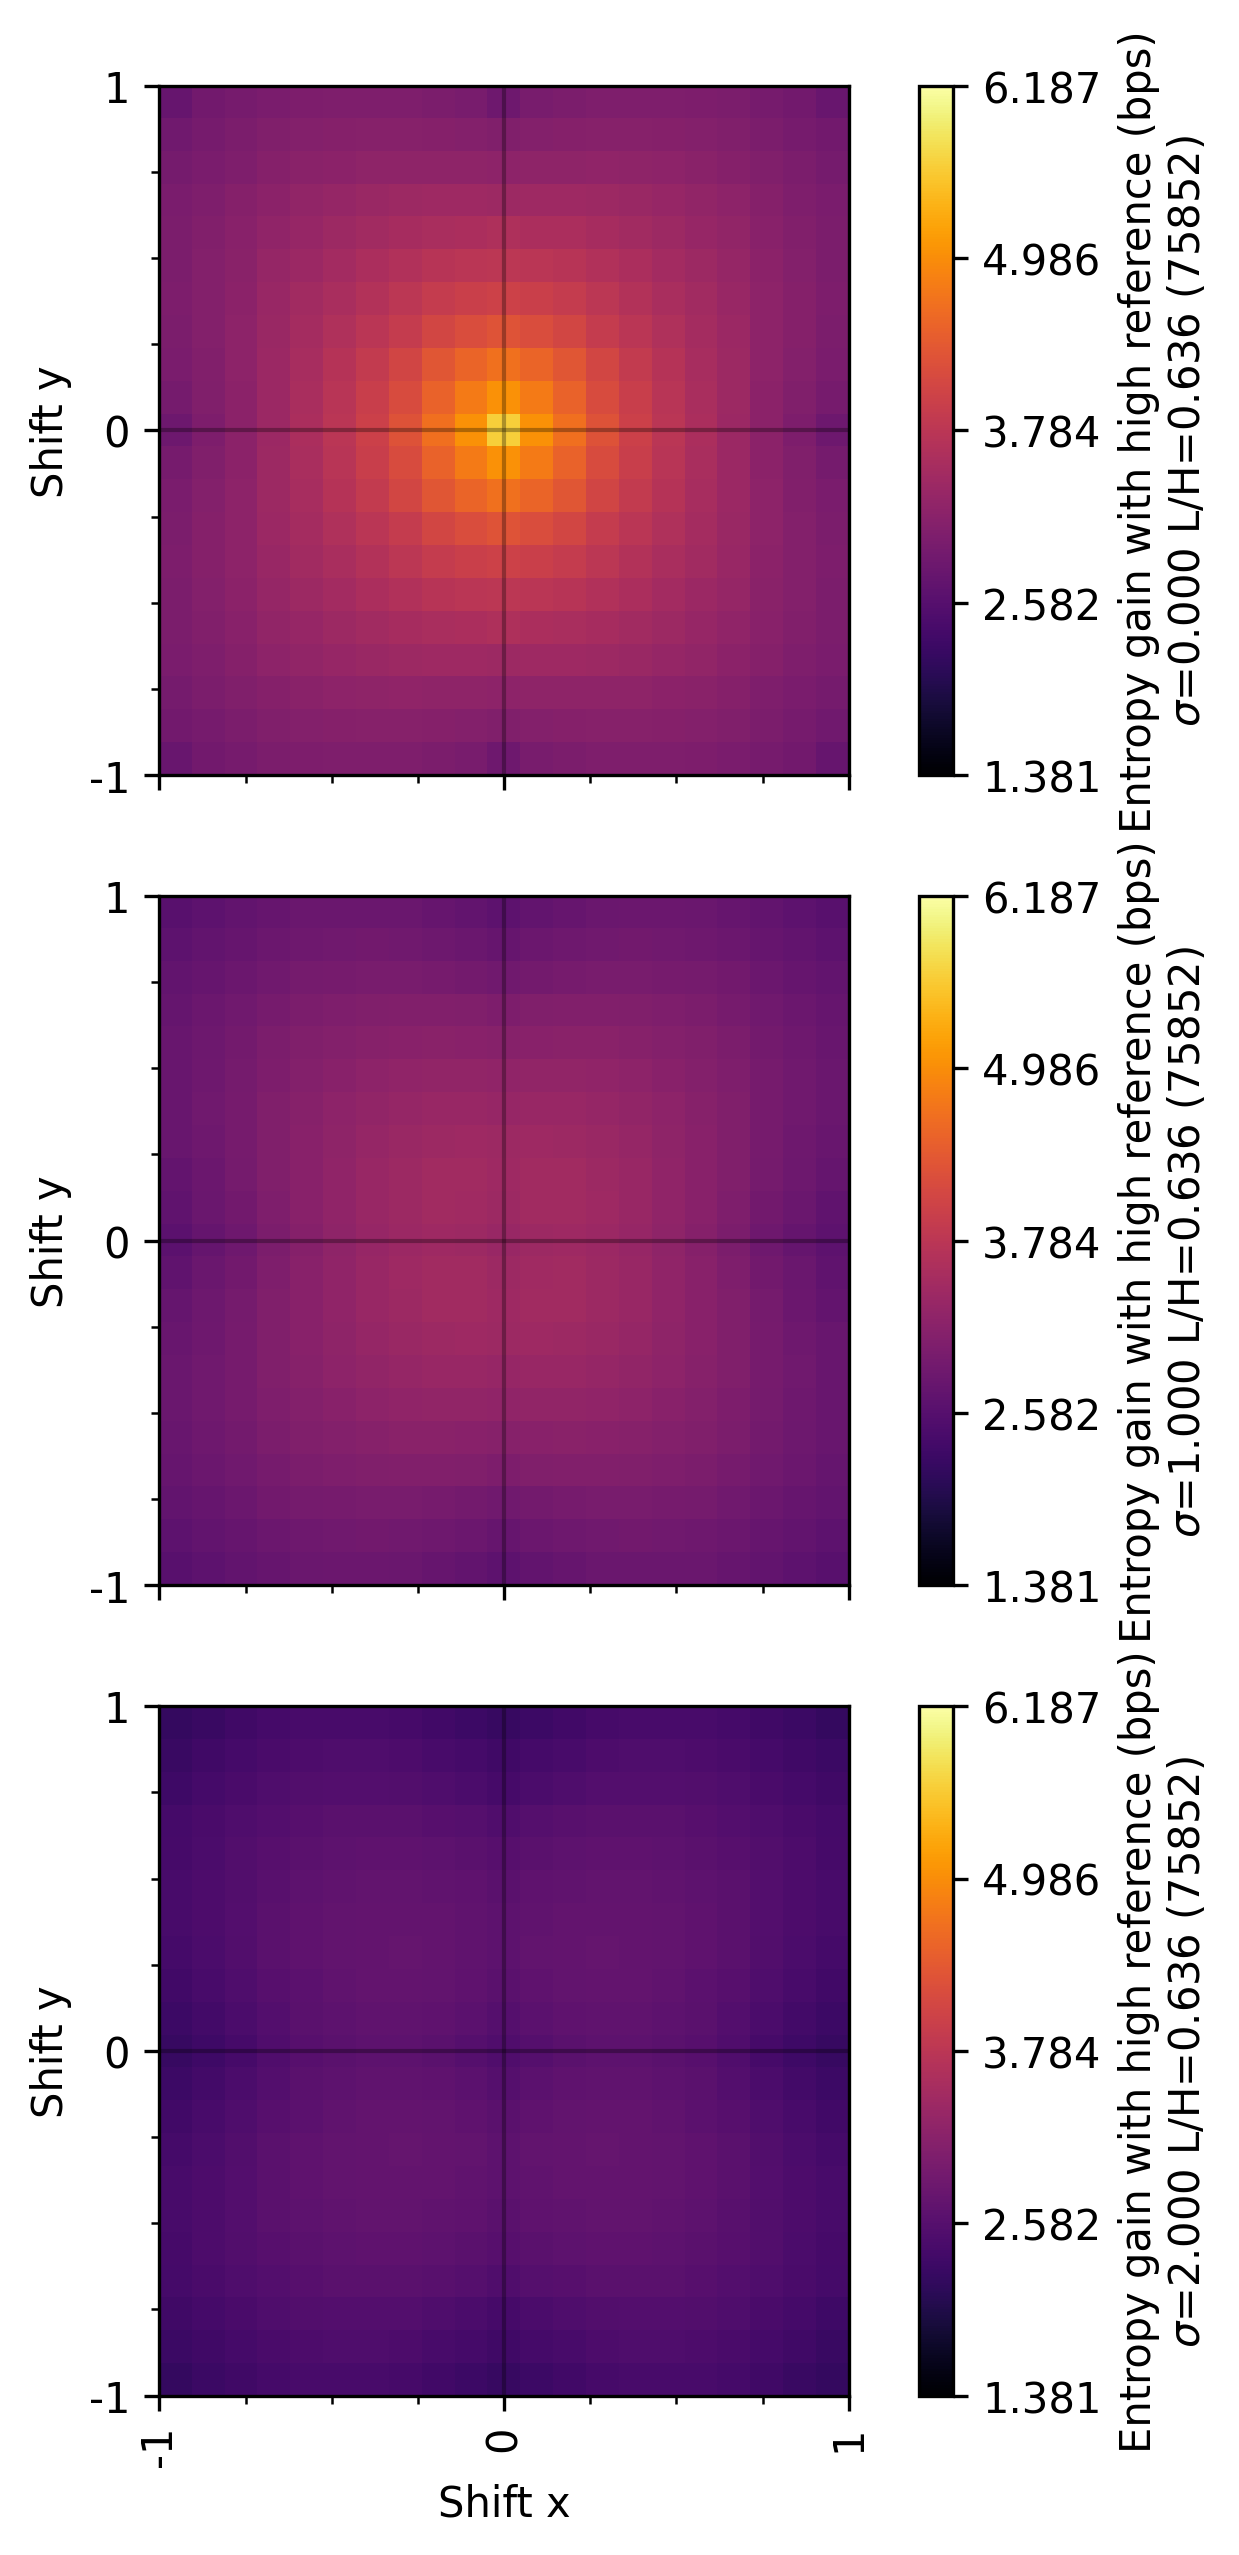 1
0
-1
Shift y
6.187
4.986
3.784
2.582
1.381
Entropy gain with high reference (bps)
σ=0.000 L/H=0.636 (75852)
1
0
-1
Shift y
6.187
4.986
3.784
2.582
1.381
Entropy gain with high reference (bps)
σ=1.000 L/H=0.636 (75852)
1
0
-1
Shift y
-1
0
1
Shift x
6.187
4.986
3.784
2.582
1.381
Entropy gain with high reference (bps)
σ=2.000 L/H=0.636 (75852)